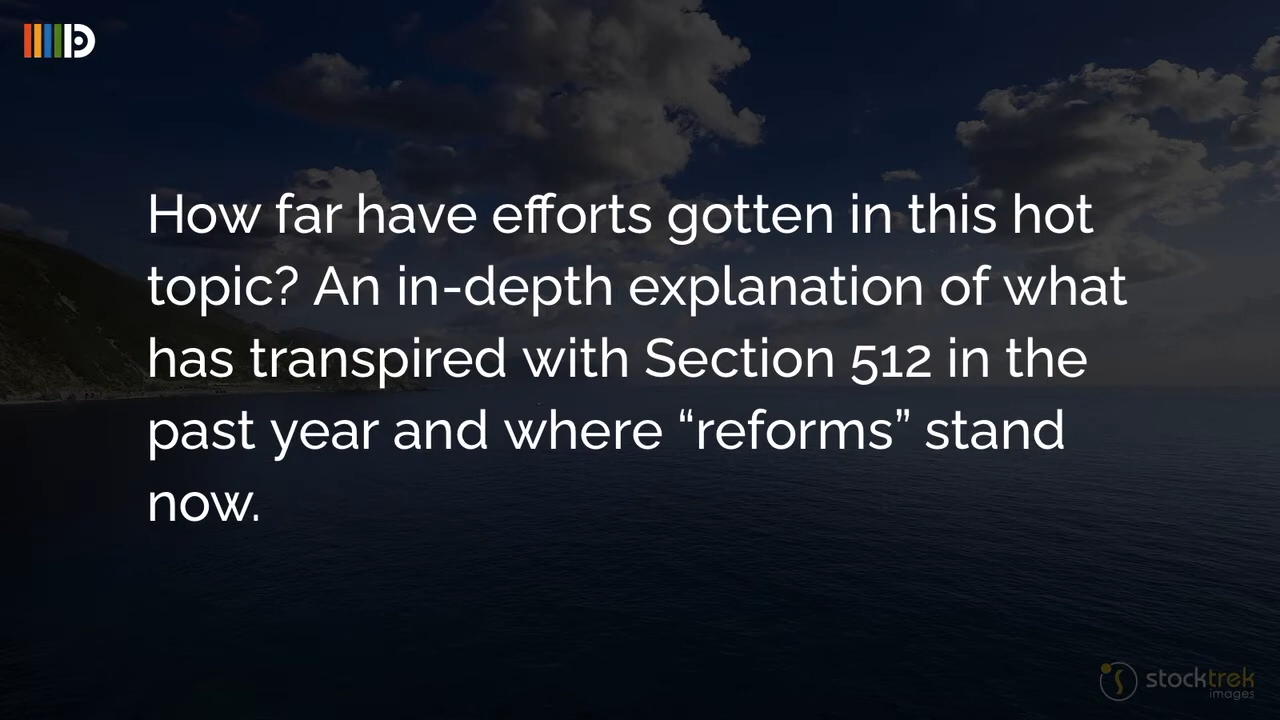 How far have efforts gotten in this hot
topic? An in-depth explanation of what
has transpired with Section 512 in the
past year and where “reforms” stand
now.
stocktrek
images